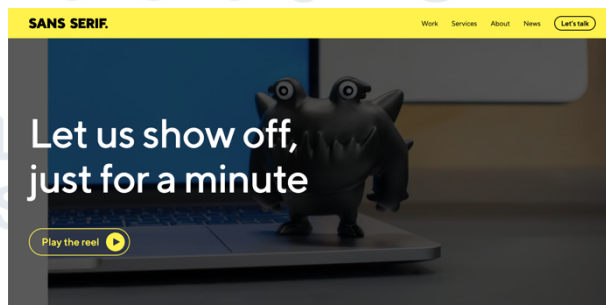 SANS SERIF.
Work
Services
About
News
Let's talk
Let us show off,
just for a minute
Play the reel